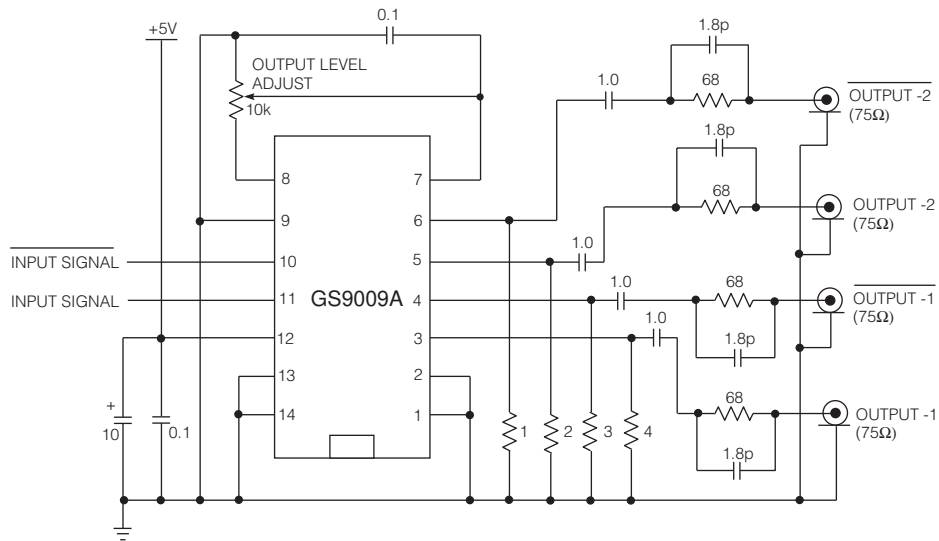 0.1
+5V
OUTPUT LEVEL
ADJUST
10k
1.8p
68
1.0
OUTPUT -2
(75Ω)
1.8p
68
1.0
OUTPUT -2
(75Ω)
8
7
9
6
INPUT SIGNAL
10
5
INPUT SIGNAL
11
GS9009A
4
1.0
68
1.8p
OUTPUT -1
(75Ω)
12
3
1.0
13
2
14
1
68
1.8p
OUTPUT -1
(75Ω)
+
10
0.1
1
2
3
4